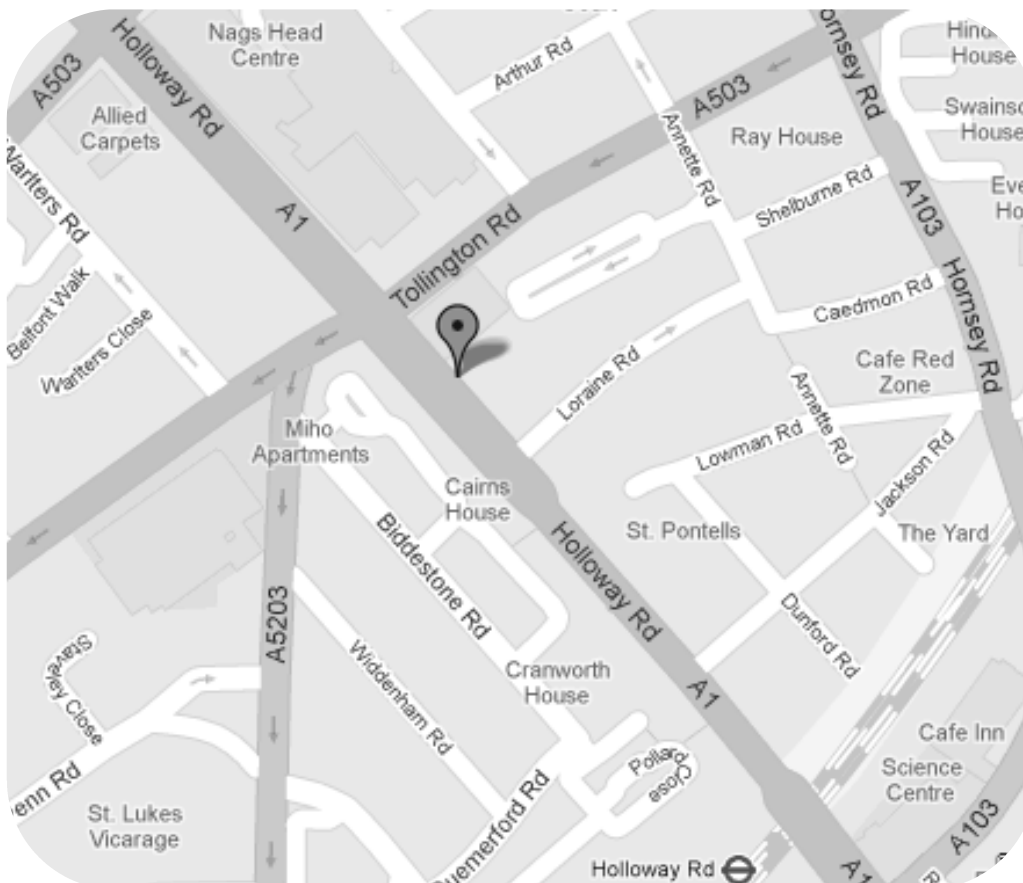 Nags Head
Centre
Holloway Rd
A503
Allied
Carpets
Arthur Rd
A503
Ray House
Hornsey Rd
House
House
Annette Rd
Shelburne Rd
A103
Warlters Rd
A1
Tollington Rd
Belfont Walk
Warlters Close
Caedmon Rd
Hornsey Rd
Cafe Red
Zone
Loraine Rd
Annette Rd
Miho
Apartments
Lowman Rd
Jackson Rd
Cairns
House
St. Pontells
The Yard
Biddestone Rd
Holloway Rd
A5203
Dunford Rd
Staveley Close
Widdenham Rd
Cranworth
House
A1
Cafe Inn
Science
Centre
Pollard
Close
enn Rd
St. Lukes
Vicarage
uemerford Rd
A103
Holloway Rd
A1